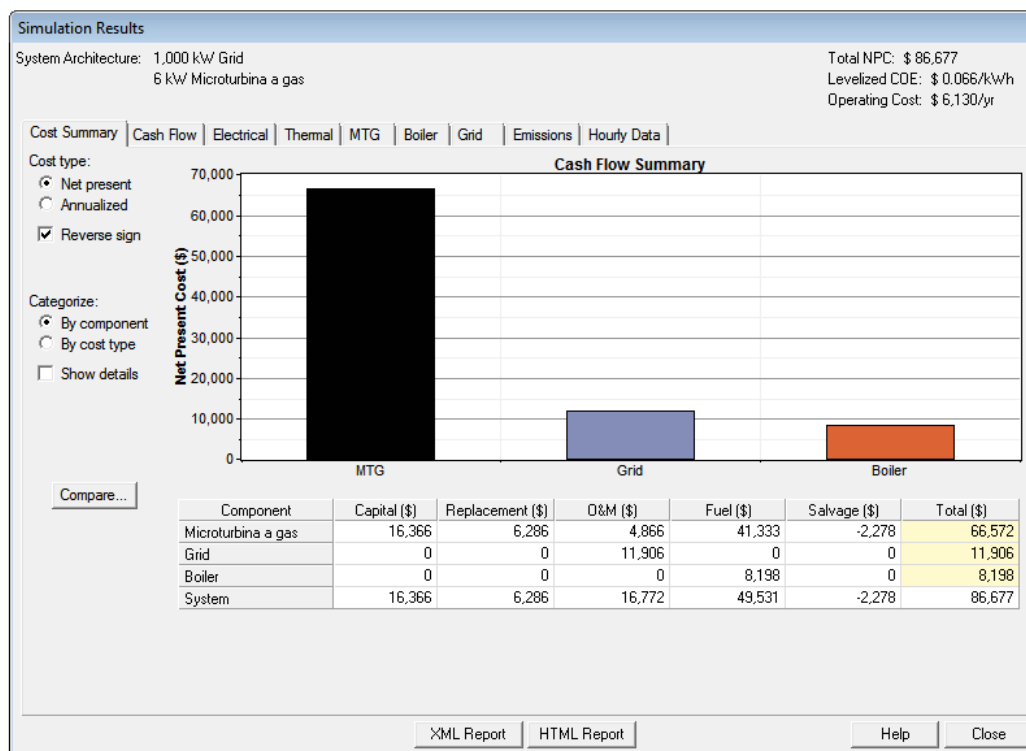 Simulation Results
System Architecture: 1,000 kW Grid
6 kW Microturbina a gas
Total NPC: $ 86,677
Levelized COE: $ 0.066/kWh
Operating Cost: $ 6,130/yr
Cost Summary Cash Flow Electrical Thermal MTG Boiler Grid Emissions Hourly Data
Cost type:
Net present
Annualized
Reverse sign
Categorize:
By component
By cost type
Show details
Compare...
Cash Flow Summary
Net Present Cost ($)
70,000
60,000
50,000
40,000
30,000
20,000
10,000
0
MTG Grid Boiler
Component Capital ($) Replacement ($) O&M ($) Fuel ($) Salvage ($) Total ($)
Microturbina a gas 16,366 6,286 4,866 41,333 -2,278 66,572
Grid 0 0 11,906 0 0 11,906
Boiler 0 0 0 8,198 0 8,198
System 16,366 6,286 16,772 49,531 -2,278 86,677
XML Report HTML Report Help Close